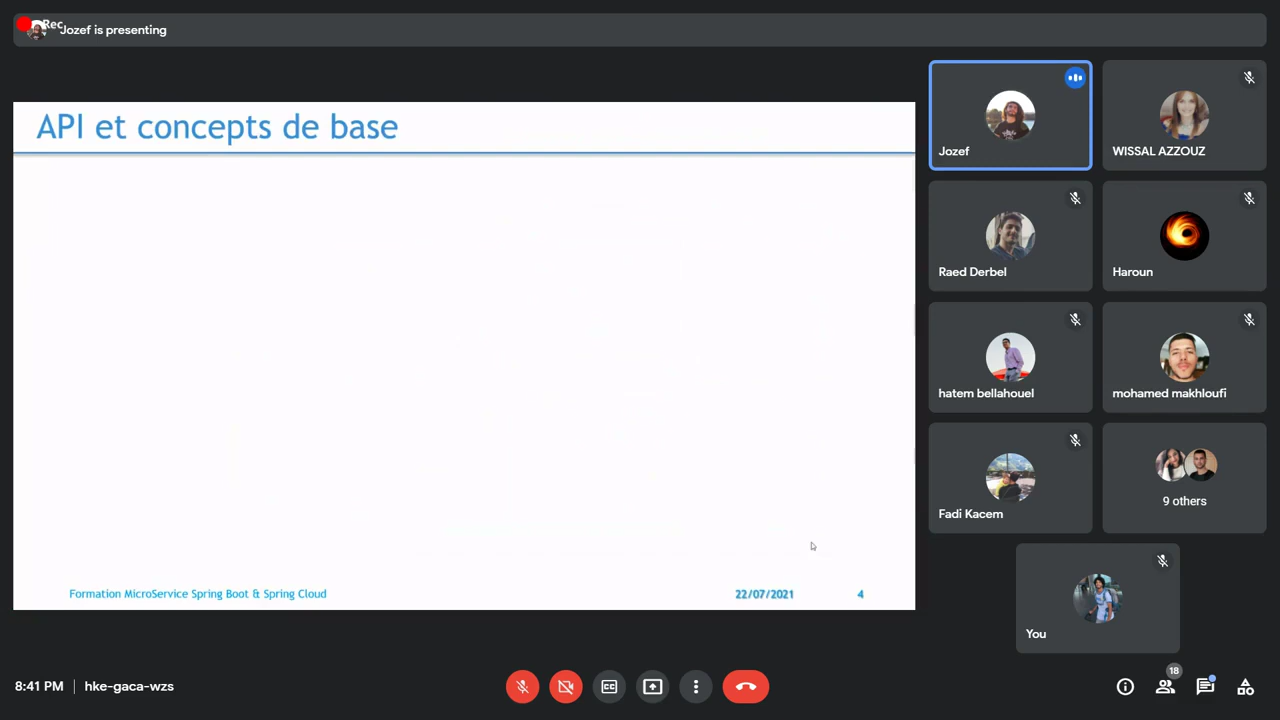 Rec
Jozef is presenting
API et concepts de base
Formation MicroService Spring Boot & Spring Cloud
22/07/2021
4
Jozef
WISSAL AZZOUZ
Raed Derbel
Haroun
hatem bellahouel
mohamed makhloufi
Fadi Kacem
9 others
You
8:41 PM | hke-gaca-wzs
CC
18